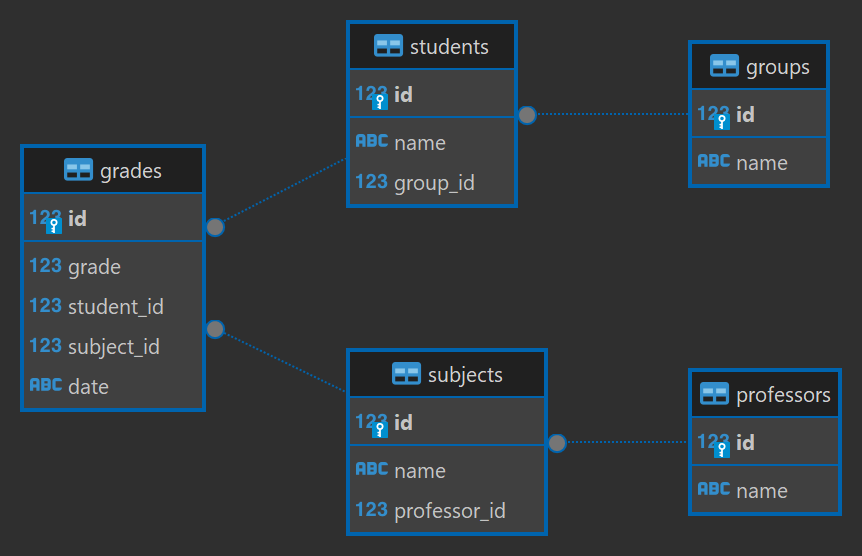 students
123 id
ABC name
123 group_id
groups
123 id
ABC name
grades
123 id
123 grade
123 student_id
123 subject_id
ABC date
subjects
123 id
ABC name
123 professor_id
professors
123 id
ABC name